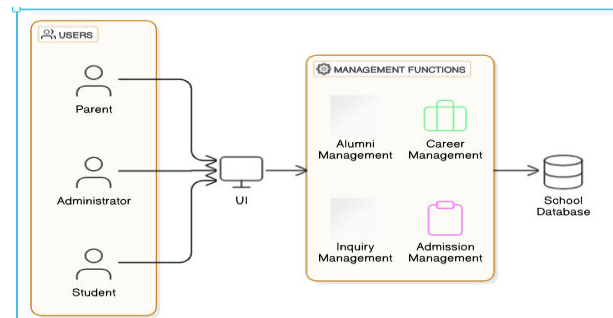 USERS
Parent
Administrator
Student
UI
MANAGEMENT FUNCTIONS
Alumni
Management
Career
Management
Inquiry
Management
Admission
Management
School
Database